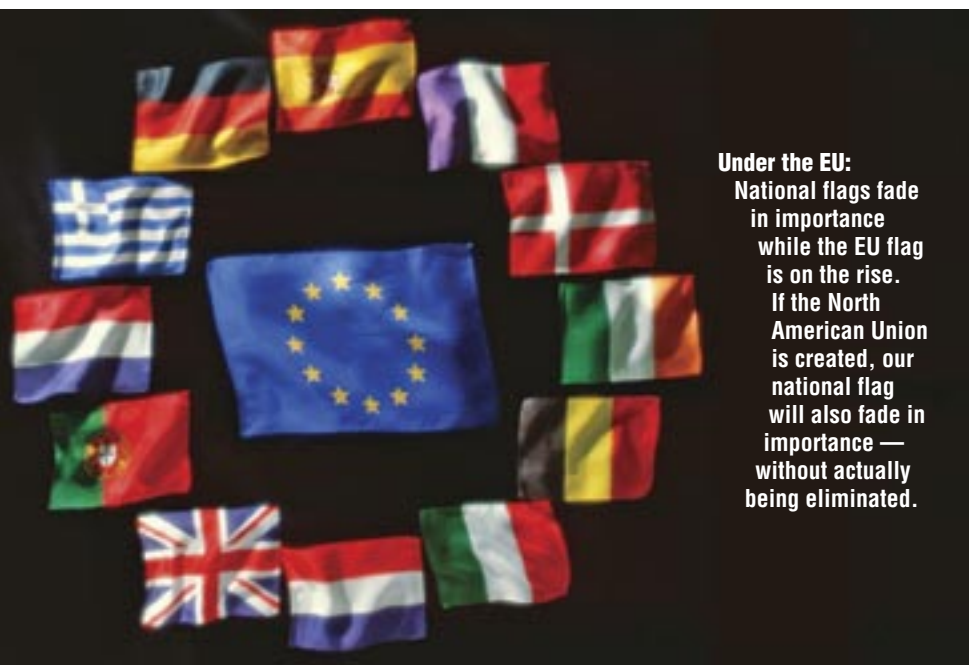 Under the EU:
National flags fade
in importance
while the EU flag
is on the rise.
If the North
American Union
is created, our
national flag
will also fade in
importance —
without actually
being eliminated.